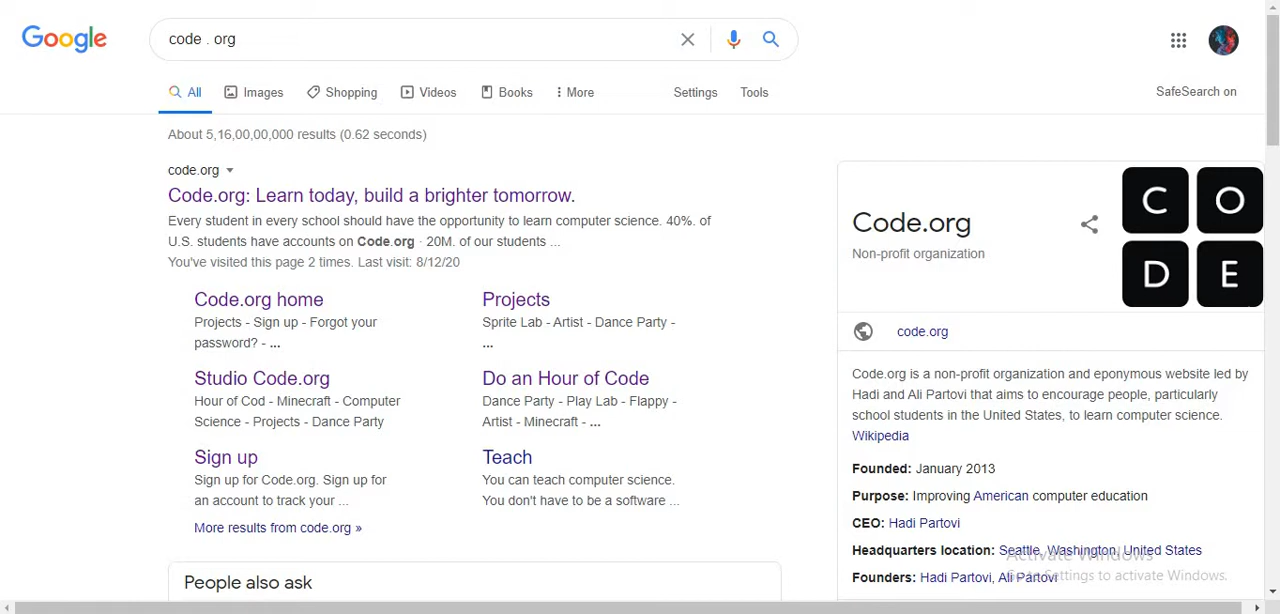 Google
code . org
All
Images
Shopping
Videos
Books
More
Settings
Tools
SafeSearch on
About 5,16,00,00,000 results (0.62 seconds)
code.org
Code.org: Learn today, build a brighter tomorrow.
Every student in every school should have the opportunity to learn computer science. 40%. of
U.S. students have accounts on Code.org · 20M. of our students ...
You've visited this page 2 times. Last visit: 8/12/20
Code.org home
Projects - Sign up - Forgot your
password? - ...
Projects
Sprite Lab - Artist - Dance Party -
...
Studio Code.org
Hour of Cod - Minecraft - Computer
Science - Projects - Dance Party
Do an Hour of Code
Dance Party - Play Lab - Flappy -
Artist - Minecraft - ...
Sign up
Sign up for Code.org. Sign up for
an account to track your ...
Teach
You can teach computer science.
You don't have to be a software ...
More results from code.org »
People also ask
Code.org
Non-profit organization
C O
D E
code.org
Code.org is a non-profit organization and eponymous website led by
Hadi and Ali Partovi that aims to encourage people, particularly
school students in the United States, to learn computer science.
Wikipedia
Founded: January 2013
Purpose: Improving American computer education
CEO: Hadi Partovi
Headquarters location: Seattle, Washington, United States
Founders: Hadi Partovi, Ali Partovi
Activate Windows
Go to Settings to activate Windows.